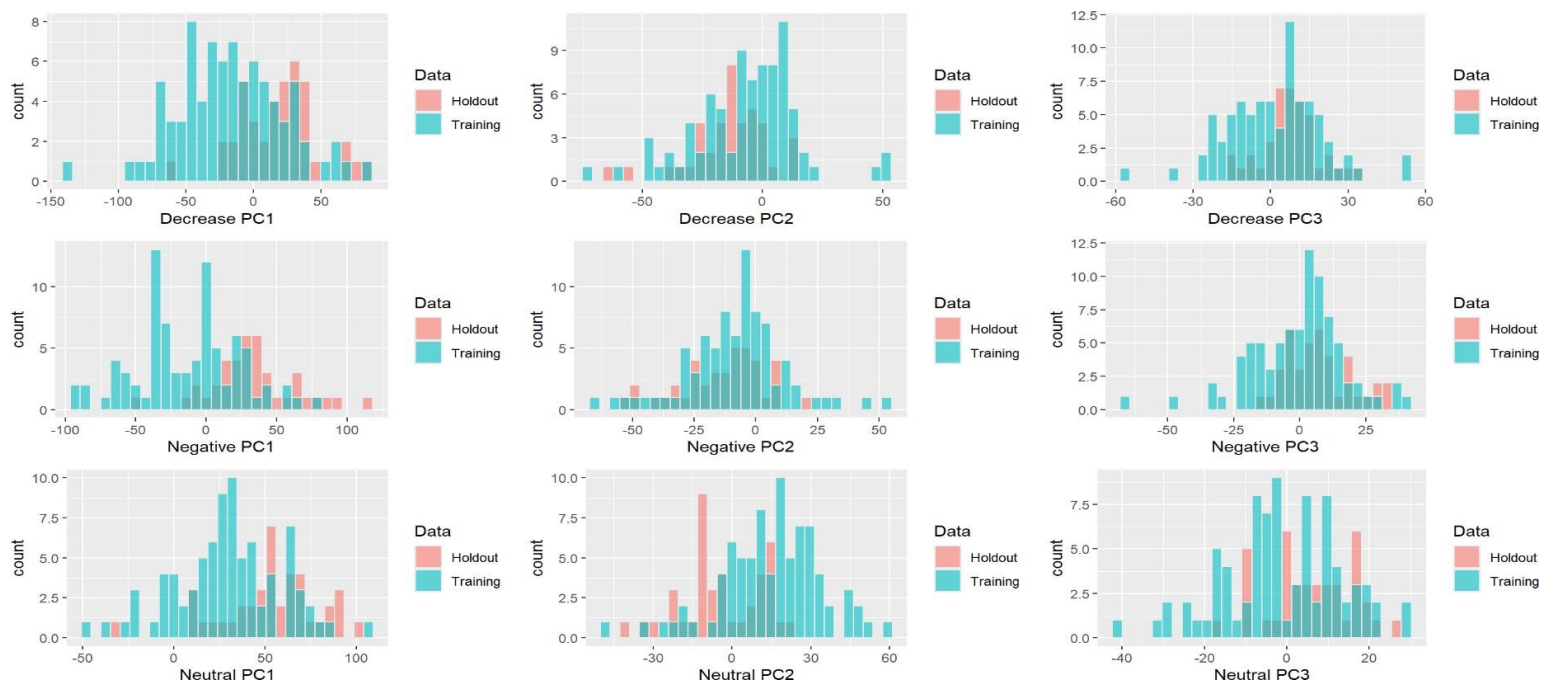 count
8
6
4
2
0
-150
-100
-50
0
50
Decrease PC1
Data
Holdout
Training
count
9
6
3
0
-50
0
50
Decrease PC2
Data
Holdout
Training
count
12.5
10.0
7.5
5.0
2.5
0.0
-60
-30
0
30
60
Decrease PC3
Data
Holdout
Training
count
10
5
0
-100
-50
0
50
100
Negative PC1
Data
Holdout
Training
count
10
5
0
-50
-25
0
25
50
Negative PC2
Data
Holdout
Training
count
12.5
10.0
7.5
5.0
2.5
0.0
-50
-25
0
25
Negative PC3
Data
Holdout
Training
count
10.0
7.5
5.0
2.5
0.0
-50
0
50
100
Neutral PC1
Data
Holdout
Training
count
10.0
7.5
5.0
2.5
0.0
-30
0
30
60
Neutral PC2
Data
Holdout
Training
count
7.5
5.0
2.5
0.0
-40
-20
0
20
Neutral PC3
Data
Holdout
Training